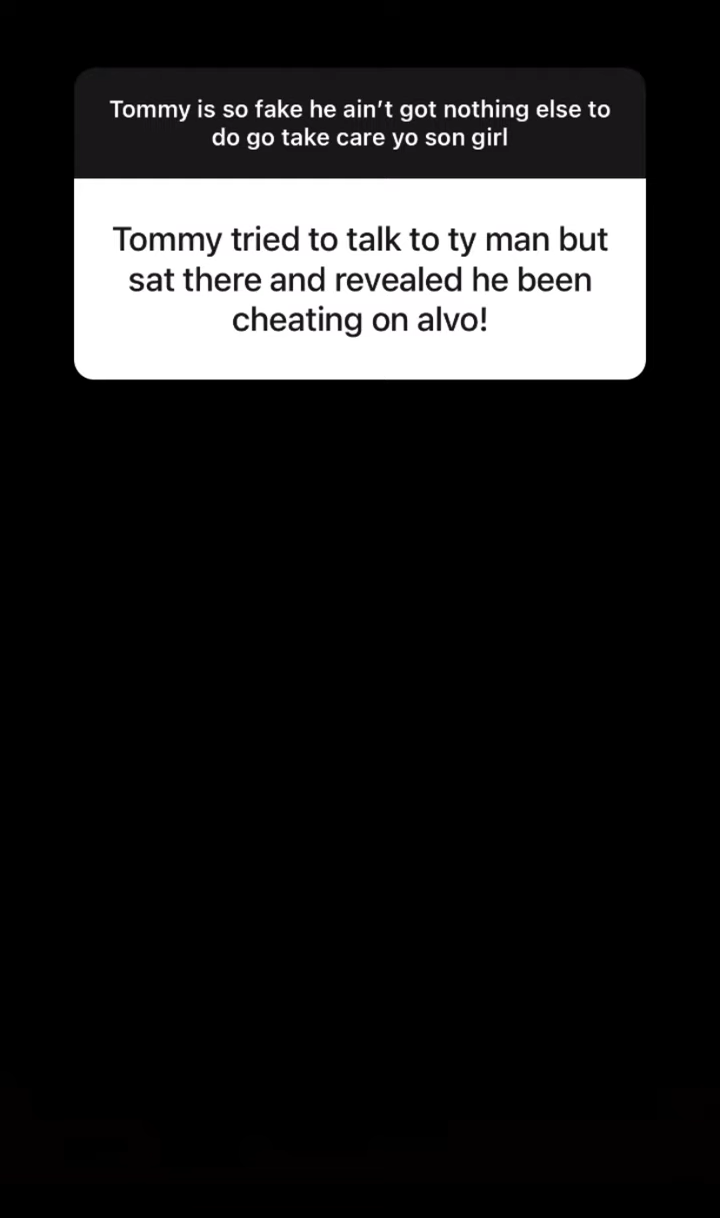 Tommy is so fake he ain’t got nothing else to
do go take care yo son girl
Tommy tried to talk to ty man but
sat there and revealed he been
cheating on alvo!